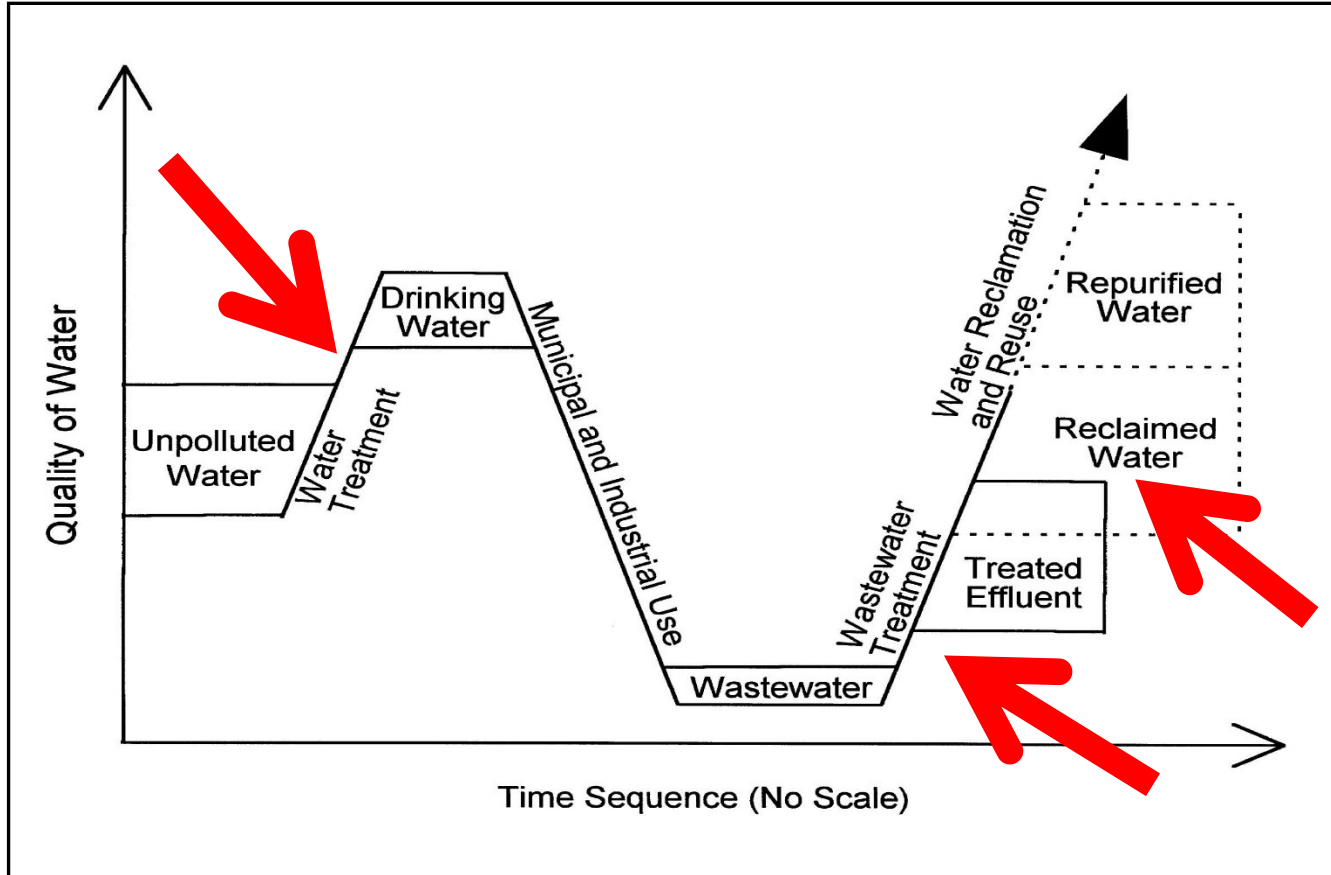 Quality of Water
Unpolluted
Water
Water
Treatment
Drinking
Water
Municipal and Industrial Use
Wastewater
Wastewater
Treatment
Water Reclamation
and Reuse
Repurified
Water
Reclaimed
Water
Treated
Effluent
Time Sequence (No Scale)